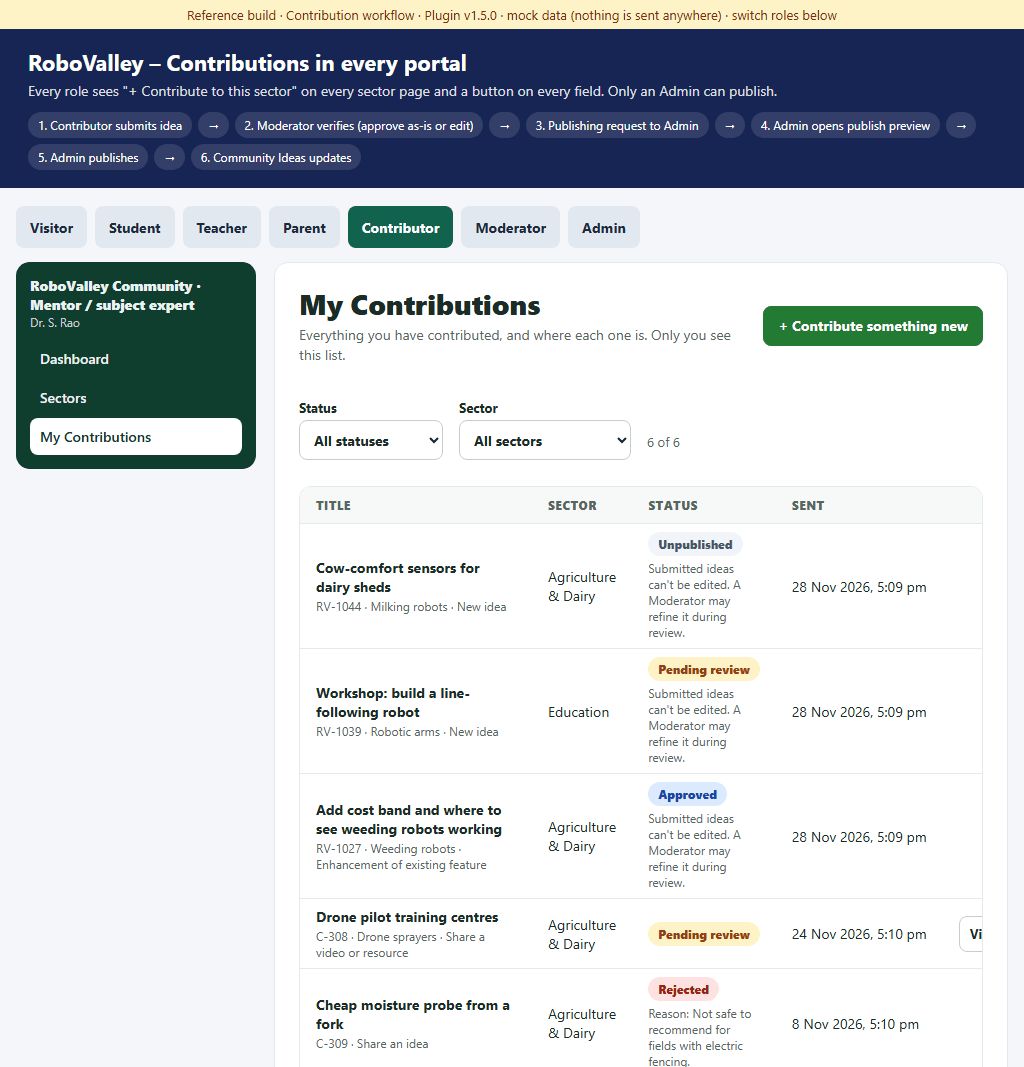 Reference build · Contribution workflow · Plugin v1.5.0 · mock data (nothing is sent anywhere) · switch roles below
RoboValley – Contributions in every portal
Every role sees "+ Contribute to this sector" on every sector page and a button on every field. Only an Admin can publish.
1. Contributor submits idea → 2. Moderator verifies (approve as-is or edit) → 3. Publishing request to Admin → 4. Admin opens publish preview →
5. Admin publishes → 6. Community Ideas updates
Visitor Student Teacher Parent Contributor Moderator Admin
RoboValley Community ·
Mentor / subject expert
Dr. S. Rao
Dashboard
Sectors
My Contributions
My Contributions
Everything you have contributed, and where each one is. Only you see
this list.
+ Contribute something new
Status Sector
All statuses All sectors 6 of 6
TITLE SECTOR STATUS SENT
Cow-comfort sensors for
dairy sheds
RV-1044 · Milking robots · New idea
Agriculture
& Dairy
Unpublished
Submitted ideas
can't be edited. A
Moderator may
refine it during
review.
28 Nov 2026, 5:09 pm
Workshop: build a line-
following robot
RV-1039 · Robotic arms · New idea
Education
Pending review
Submitted ideas
can't be edited. A
Moderator may
refine it during
review.
28 Nov 2026, 5:09 pm
Add cost band and where to
see weeding robots working
RV-1027 · Weeding robots ·
Enhancement of existing feature
Agriculture
& Dairy
Approved
Submitted ideas
can't be edited. A
Moderator may
refine it during
review.
28 Nov 2026, 5:09 pm
Drone pilot training centres
C-308 · Drone sprayers · Share a
video or resource
Agriculture
& Dairy
Pending review
24 Nov 2026, 5:10 pm
Vi
Cheap moisture probe from a
fork
C-309 · Share an idea
Agriculture
& Dairy
Rejected
Reason: Not safe to
recommend for
fields with electric
fencing.
8 Nov 2026, 5:10 pm